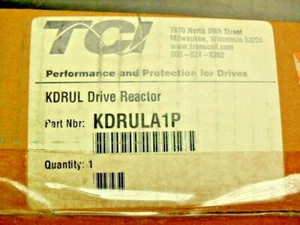 TCI
7878 North 86th Street
Milwaukee, Wisconsin 53224
www.transcoil.com
800-824-8282
Performance and Protection for Drives
KDRUL Drive Reactor
Part Nbr: KDRULA1P
Quantity: 1